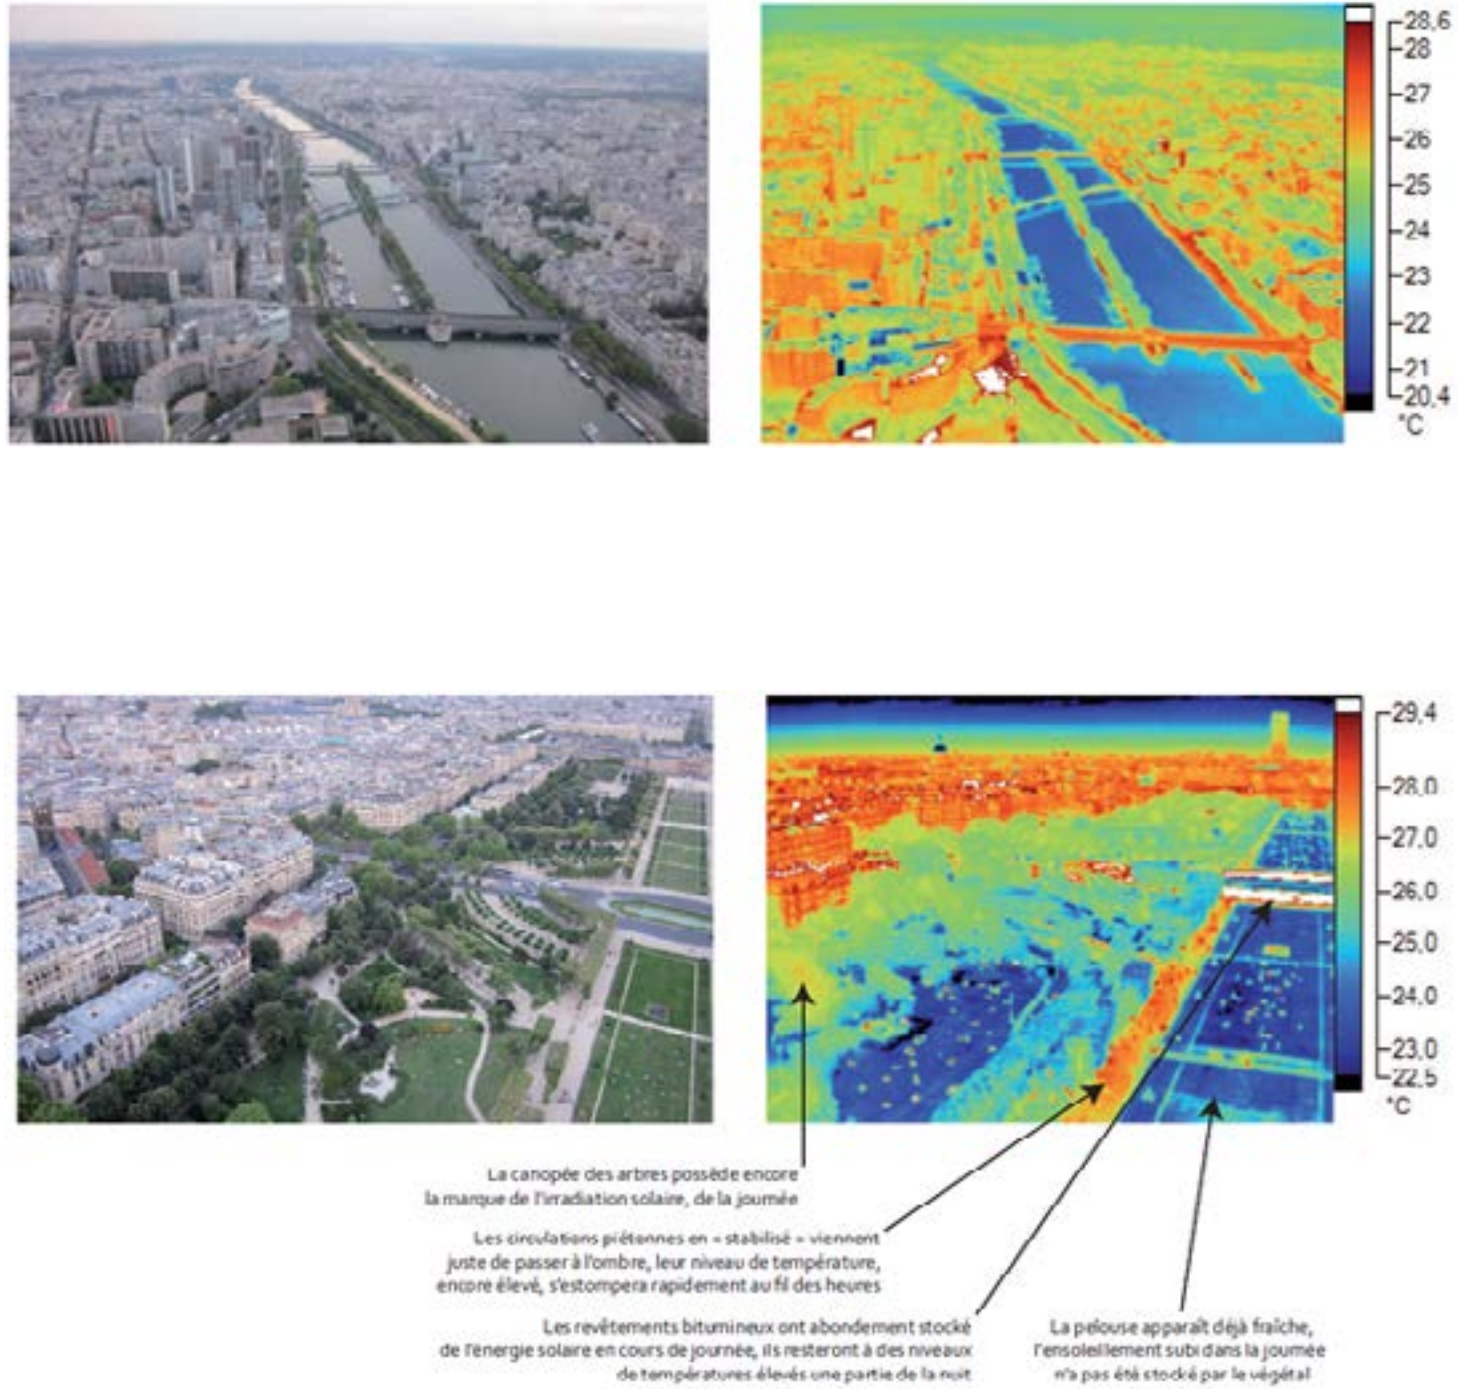 28,6
28
27
26
25
24
23
22
21
20,4
°C
29,4
28.0
27.0
26.0
25.0
24.0
23.0
22.5
°C
La canopée des arbres possède encore
la marque de l'irradiation solaire, de la journée
Les circulations piétonnes en « stabilisé » viennent
juste de passer à l'ombre, leur niveau de température,
encore élevé, s'estompera rapidement au fil des heures
Les revêtements bitumineux ont abondement stocké
de l'énergie solaire en cours de journée, ils resteront à des niveaux
de températures élevés une partie de la nuit
La pelouse apparaît déjà fraîche,
l'ensoleillement subi dans la journée
n'a pas été stocké par le végétal